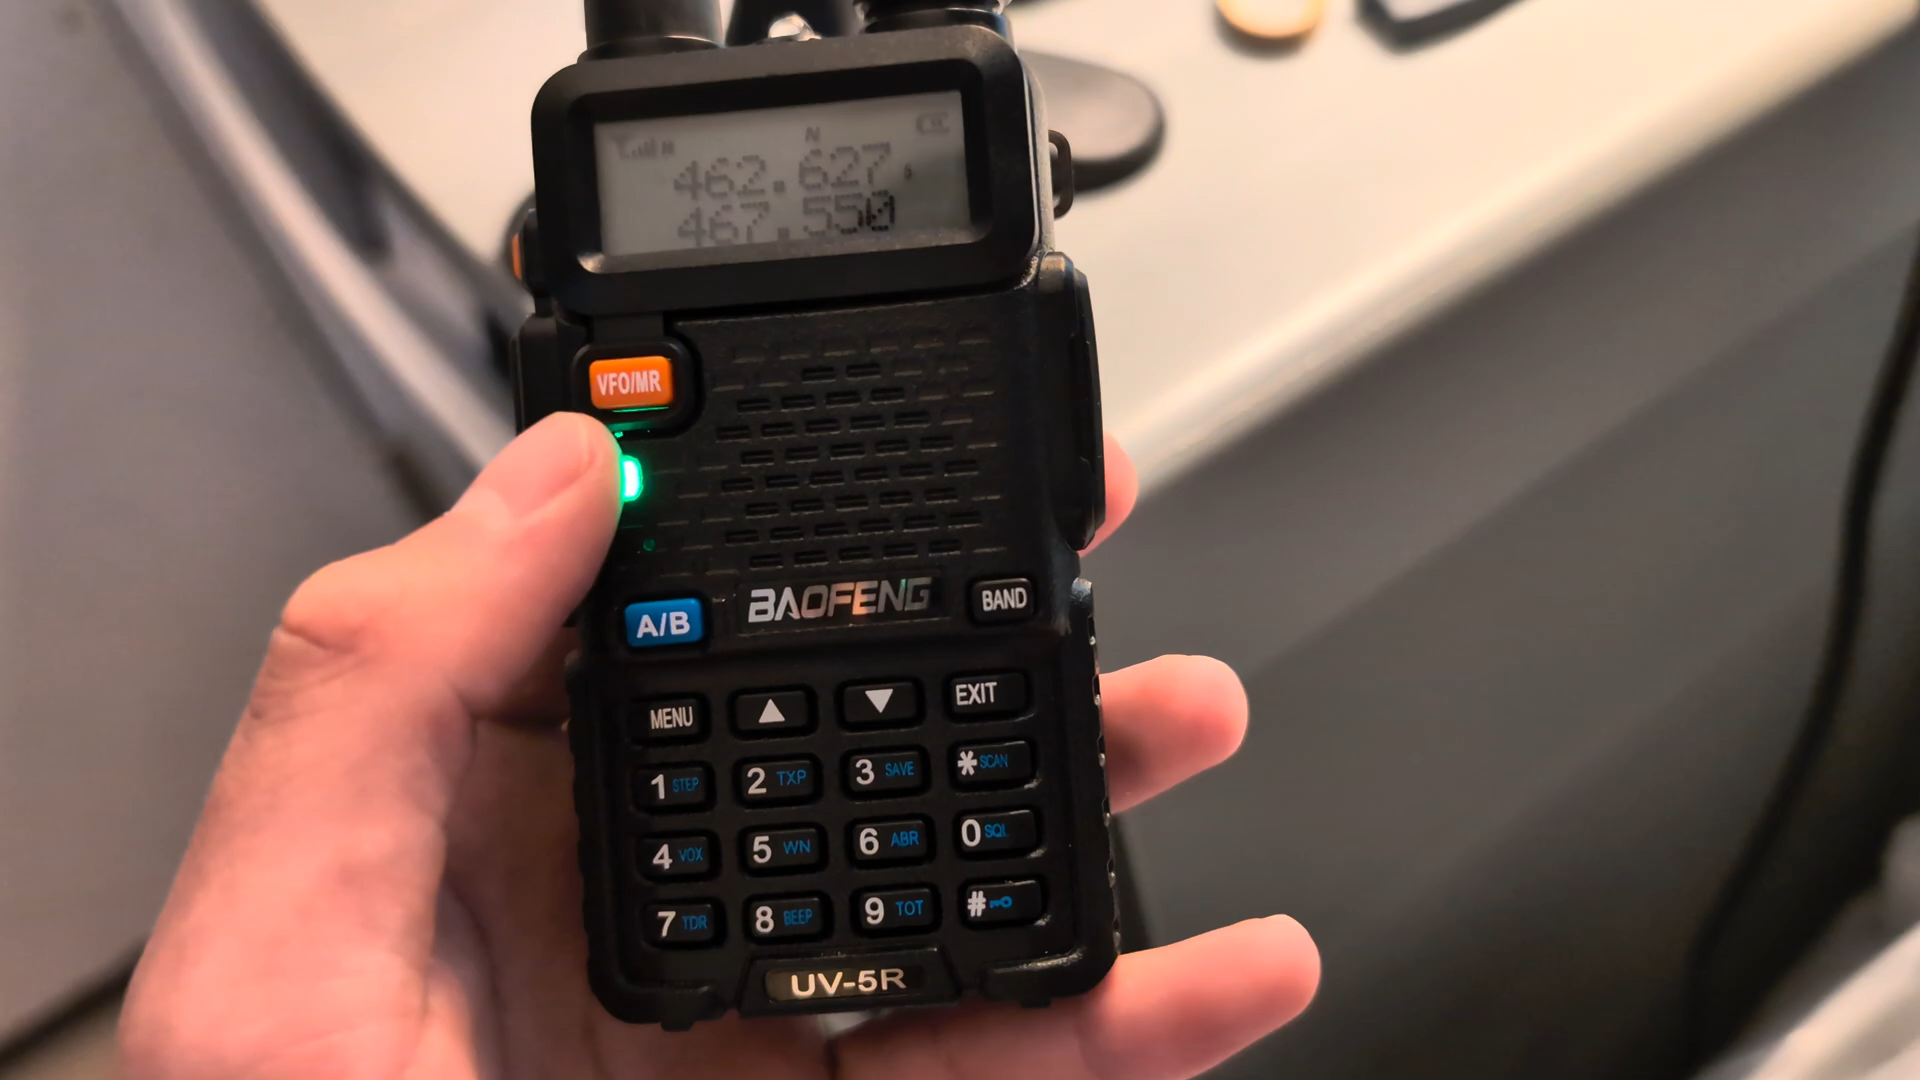 N
462.627 5
467.550
VFO/MR
A/B BAOFENG BAND
MENU ▲ ▼ EXIT
1 STEP 2 TXP 3 SAVE * SCAN
4 VOX 5 WN 6 ABR 0 SQL
7 TDR 8 BEEP 9 TOT #
UV-5R